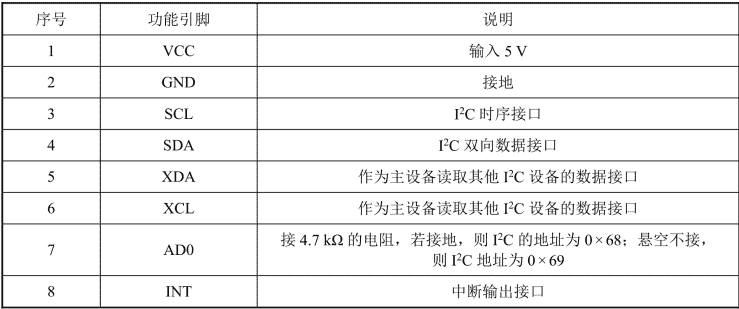 序号 功能引脚 说明
1 VCC 输入 5 V
2 GND 接地
3 SCL I²C 时序接口
4 SDA I²C 双向数据接口
5 XDA 作为主设备读取其他 I²C 设备的数据接口
6 XCL 作为主设备读取其他 I²C 设备的数据接口
7 AD0 接 4.7 kΩ 的电阻，若接地，则 I²C 的地址为 0×68；悬空不接，
则 I²C 地址为 0×69
8 INT 中断输出接口